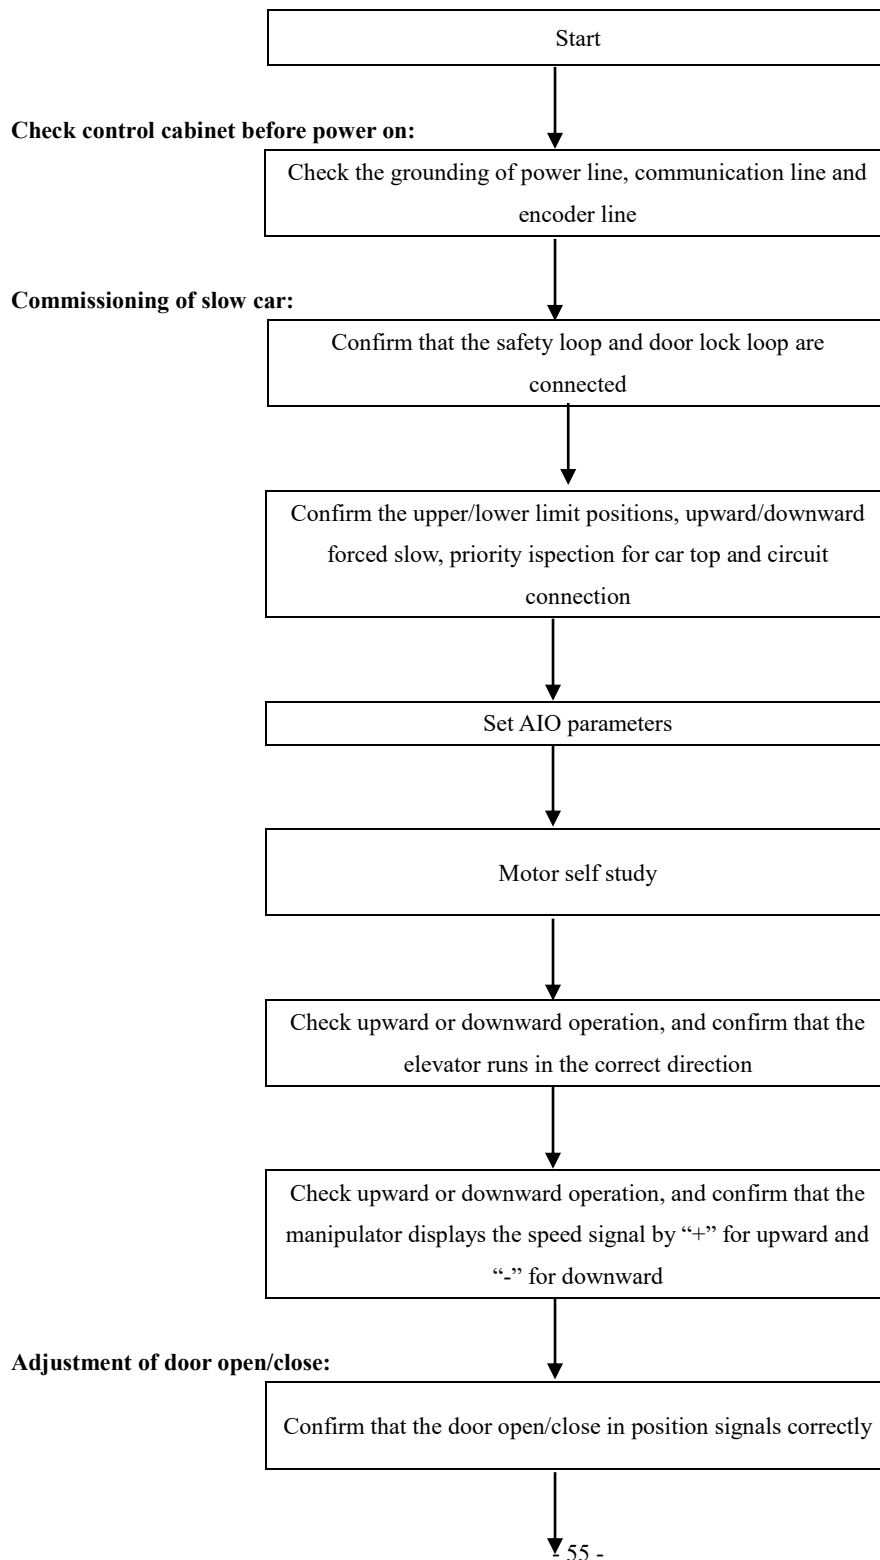 Start
Check control cabinet before power on:
Check the grounding of power line, communication line and
encoder line
Commissioning of slow car:
Confirm that the safety loop and door lock loop are
connected
Confirm the upper/lower limit positions, upward/downward
forced slow, priority ispection for car top and circuit
connection
Set AIO parameters
Motor self study
Check upward or downward operation, and confirm that the
elevator runs in the correct direction
Check upward or downward operation, and confirm that the
manipulator displays the speed signal by “+” for upward and
“-” for downward
Adjustment of door open/close:
Confirm that the door open/close in position signals correctly
- 55 -